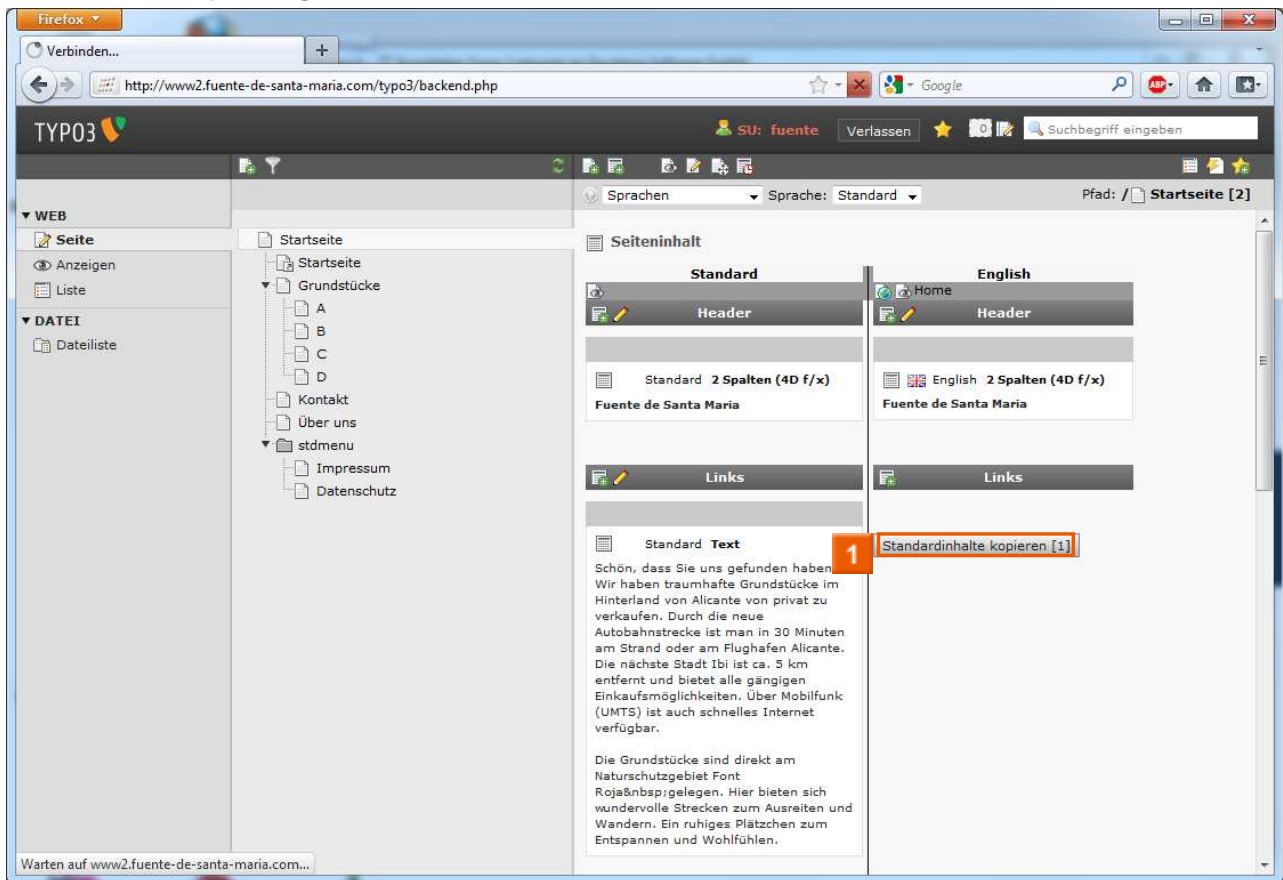 Firefox
Verbinden...
http://www2.fuente-de-santa-maria.com/typo3/backend.php
Google
ABP
TYPO3
SU: fuente
Verlassen
0
Suchbegriff eingeben
Sprachen
Sprache: Standard
Pfad: / Startseite [2]
WEB
Seite
Anzeigen
Liste
DATEI
Dateiliste
Startseite
Startseite
Grundstücke
A
B
C
D
Kontakt
Über uns
stdmenu
Impressum
Datenschutz
Seiteninhalt
Standard
Header
Standard 2 Spalten (4D f/x)
Fuente de Santa Maria
Links
Standard Text
Schön, dass Sie uns gefunden haben
Wir haben traumhafte Grundstücke im
Hinterland von Alicante von privat zu
verkaufen. Durch die neue
Autobahnstrecke ist man in 30 Minuten
am Strand oder am Flughafen Alicante.
Die nächste Stadt Ibi ist ca. 5 km
entfernt und bietet alle gängigen
Einkaufsmöglichkeiten. Über Mobilfunk
(UMTS) ist auch schnelles Internet
verfügbar.
Die Grundstücke sind direkt am
Naturschutzgebiet Font
Roja&nbsp;gelegen. Hier bieten sich
wundervolle Strecken zum Ausreiten und
Wandern. Ein ruhiges Plätzchen zum
Entspannen und Wohlfühlen.
English
Home
Header
English 2 Spalten (4D f/x)
Fuente de Santa Maria
Links
1
Standardinhalte kopieren [1]
Warten auf www2.fuente-de-santa-maria.com...